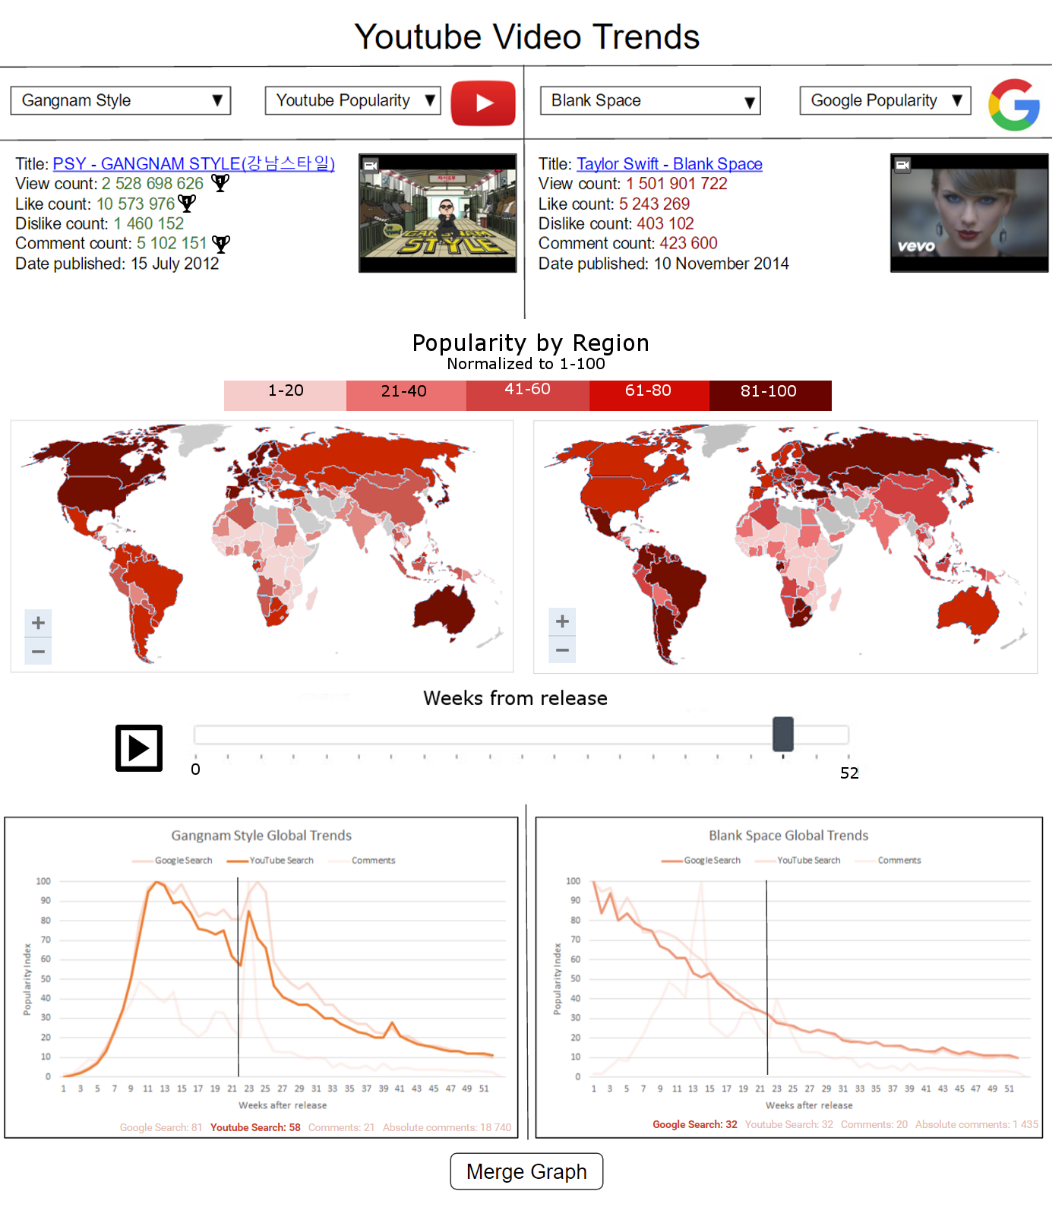 Youtube Video Trends
Gangnam Style ▼
Youtube Popularity ▼
Blank Space ▼
Google Popularity ▼
Title: PSY - GANGNAM STYLE(강남스타일)
View count: 2 528 698 626
Like count: 10 573 976
Dislike count: 1 460 152
Comment count: 5 102 151
Date published: 15 July 2012
GANGNAM
STYLE
Title: Taylor Swift - Blank Space
View count: 1 501 901 722
Like count: 5 243 269
Dislike count: 403 102
Comment count: 423 600
Date published: 10 November 2014
vevo
Popularity by Region
Normalized to 1-100
1-20 21-40 41-60 61-80 81-100
+
−
+
−
Weeks from release
0 52
Gangnam Style Global Trends
Google Search YouTube Search Comments
100
90
80
70
60
50
40
30
20
10
0
Popularity Index
1 3 5 7 9 11 13 15 17 19 21 23 25 27 29 31 33 35 37 39 41 43 45 47 49 51
Weeks after release
Google Search: 81 Youtube Search: 58 Comments: 21 Absolute comments: 18 740
Blank Space Global Trends
Google Search YouTube Search Comments
100
90
80
70
60
50
40
30
20
10
0
Popularity Index
1 3 5 7 9 11 13 15 17 19 21 23 25 27 29 31 33 35 37 39 41 43 45 47 49 51
Weeks after release
Google Search: 32 Youtube Search: 32 Comments: 20 Absolute comments: 1 435
Merge Graph